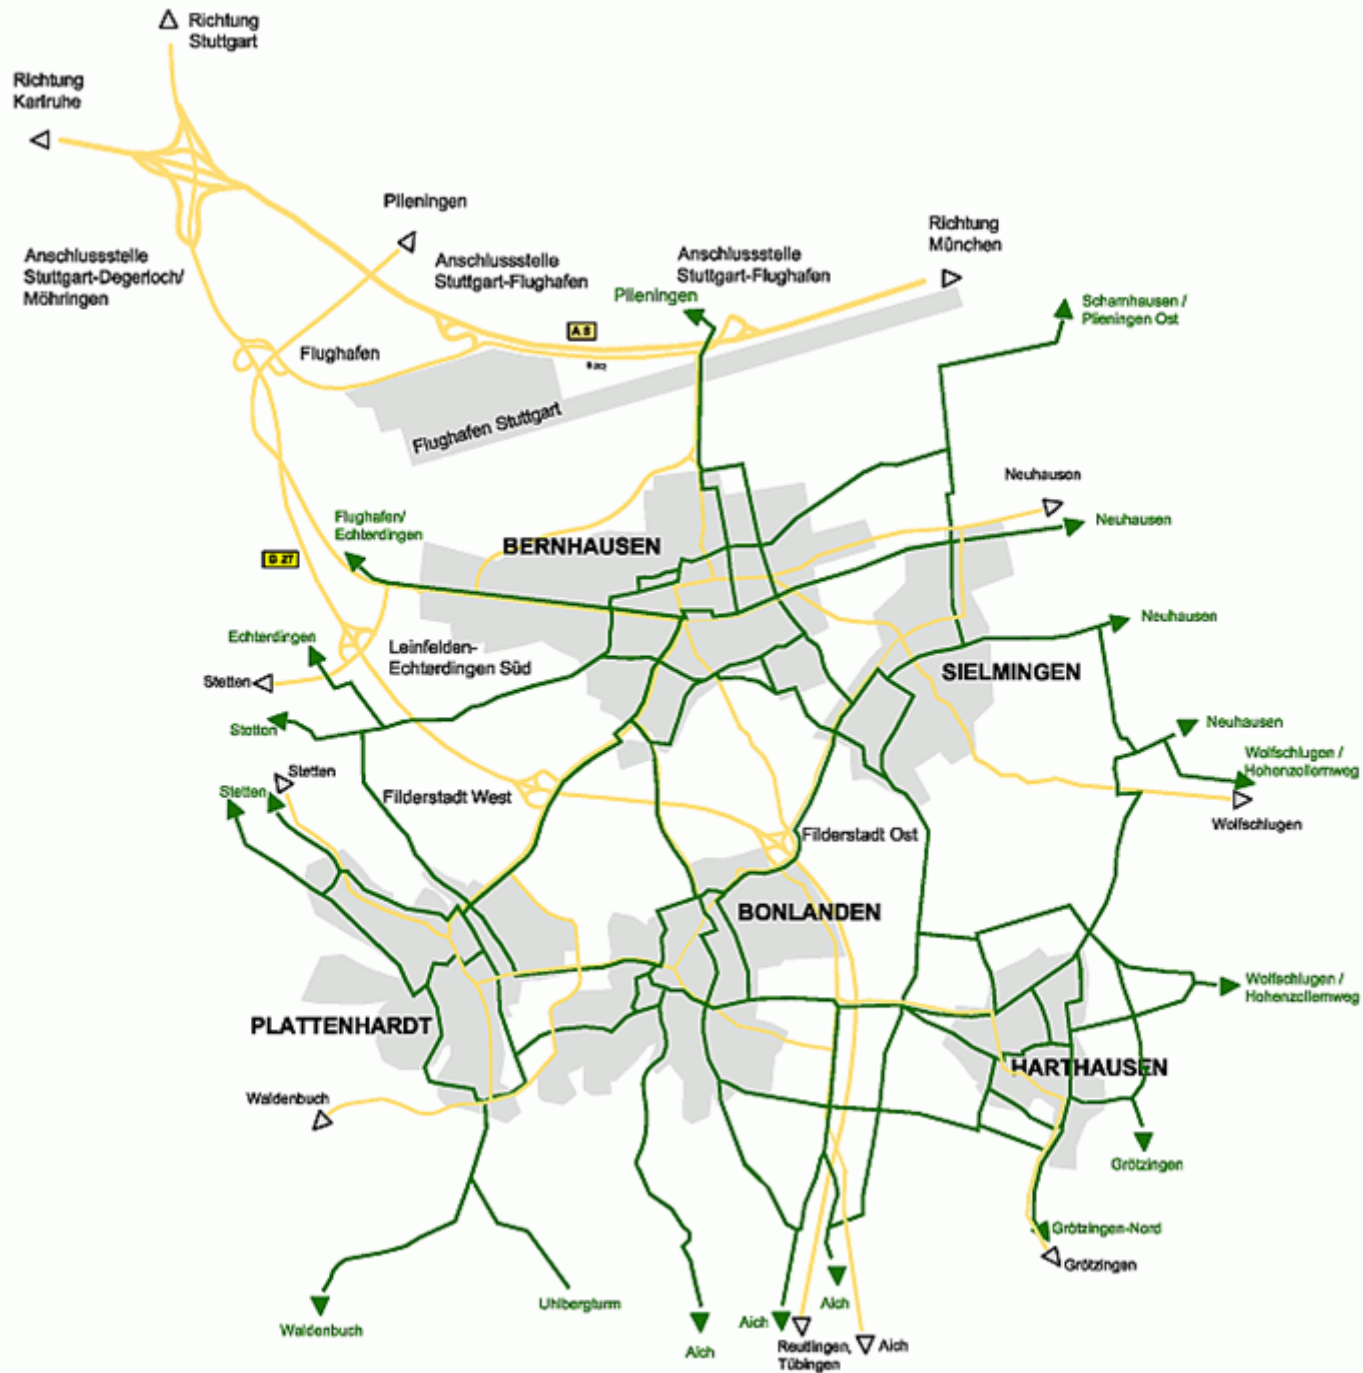 Richtung
Stuttgart
Richtung
Karlruhe
Plieningen
Richtung
München
Anschlussstelle
Stuttgart-Degerloch/
Möhringen
Anschlussstelle
Stuttgart-Flughafen
Anschlussstelle
Stuttgart-Flughafen
Plieningen
Scharnhausen /
Plieningen Ost
A 8
Flughafen
Flughafen Stuttgart
Neuhausen
Neuhausen
Flughafen/
Echterdingen
BERNHAUSEN
B 27
Neuhausen
Echterdingen
Leinfelden-
Echterdingen Süd
SIELMINGEN
Stetten
Neuhausen
Stetten
Wolfschlugen /
Hohenzollernweg
Stetten
Stetten
Filderstadt West
Wolfschlugen
Filderstadt Ost
BONLANDEN
Wolfschlugen /
Hohenzollernweg
PLATTENHARDT
HARTHAUSEN
Waldenbuch
Grötzingen
Grötzingen-Nord
Grötzingen
Uhlbergturm
Aich
Waldenbuch
Aich
Aich
Reutlingen,
Tübingen
Aich